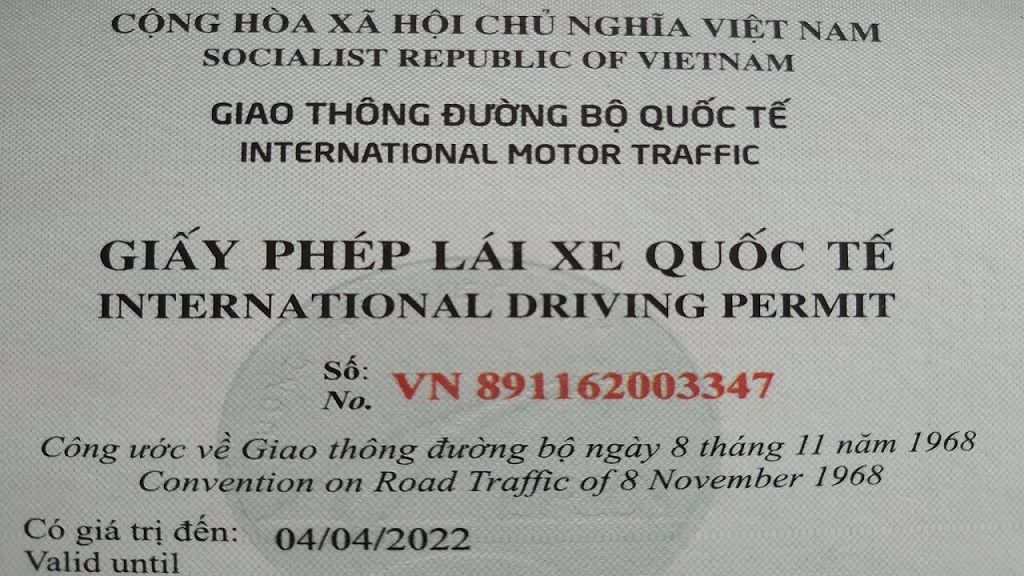 CỘNG HÒA XÃ HỘI CHỦ NGHĨA VIỆT NAM
SOCIALIST REPUBLIC OF VIETNAM
GIAO THÔNG ĐƯỜNG BỘ QUỐC TẾ
INTERNATIONAL MOTOR TRAFFIC
GIẤY PHÉP LÁI XE QUỐC TẾ
INTERNATIONAL DRIVING PERMIT
Số:
No.
VN 891162003347
Công ước về Giao thông đường bộ ngày 8 tháng 11 năm 1968
Convention on Road Traffic of 8 November 1968
Có giá trị đến: 04/04/2022
Valid until